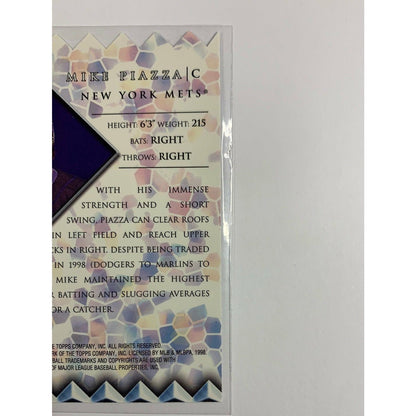 MIKE PIAZZA|C
NEW YORK METS®
HEIGHT: 6'3" WEIGHT: 215
BATS: RIGHT
THROWS: RIGHT
WITH HIS IMMENSE
STRENGTH AND A SHORT
SWING, PIAZZA CAN CLEAR ROOFS
IN LEFT FIELD AND REACH UPPER
CKS IN RIGHT. DESPITE BEING TRADED
IN 1998 (DODGERS TO MARLINS TO
MIKE MAINTAINED THE HIGHEST
R BATTING AND SLUGGING AVERAGES
OR A CATCHER.
THE TOPPS COMPANY, INC. ALL RIGHTS RESERVED.
RK OF THE TOPPS COMPANY, INC. LICENSED BY MLB & MLBPA, 1998.
BALL TRADEMARKS AND COPYRIGHTS ARE USED WITH
OF MAJOR LEAGUE BASEBALL PROPERTIES, INC.